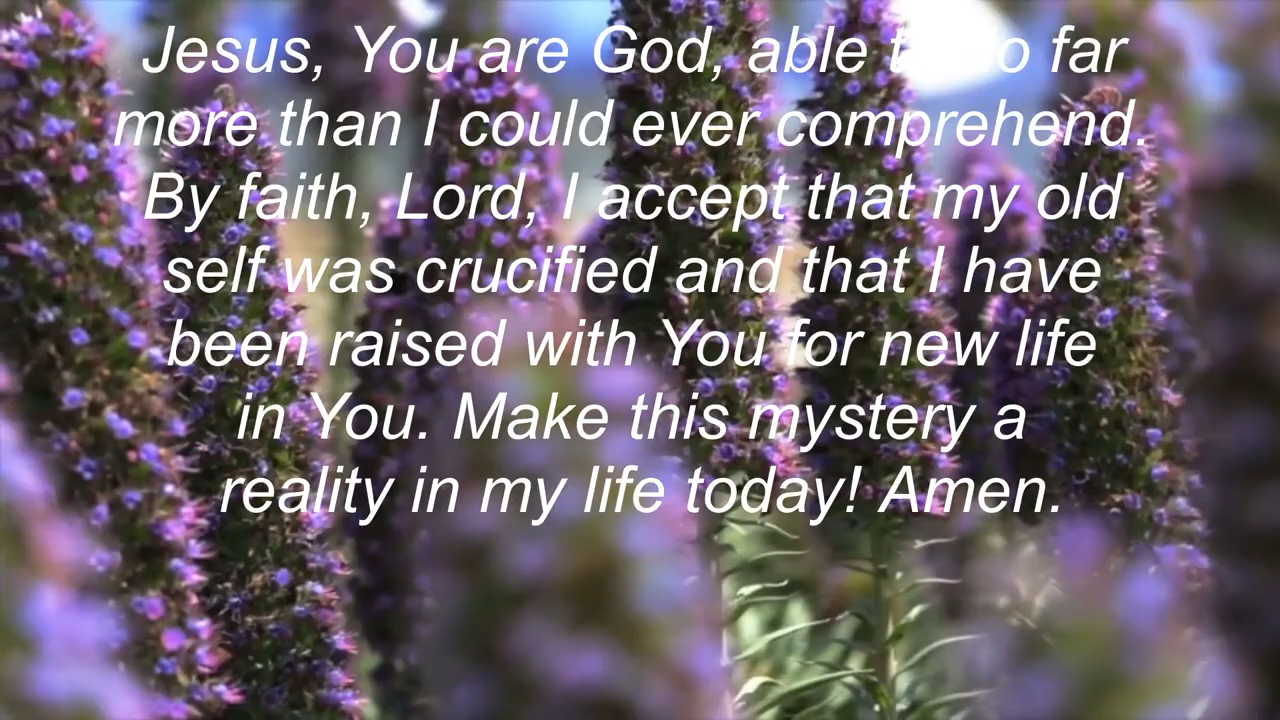 Jesus, You are God, able far
more than I could ever comprehend.
By faith, Lord, I accept that my old
self was crucified and that I have
been raised with You for new life
in You. Make this mystery a
reality in my life today! Amen.